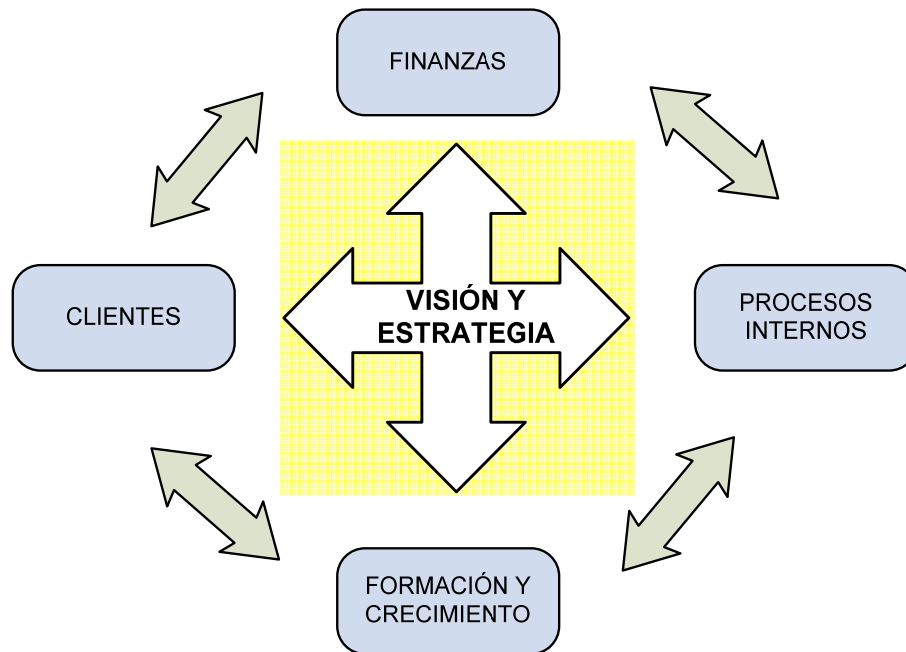 FINANZAS
CLIENTES
VISIÓN Y
ESTRATEGIA
PROCESOS
INTERNOS
FORMACIÓN Y
CRECIMIENTO